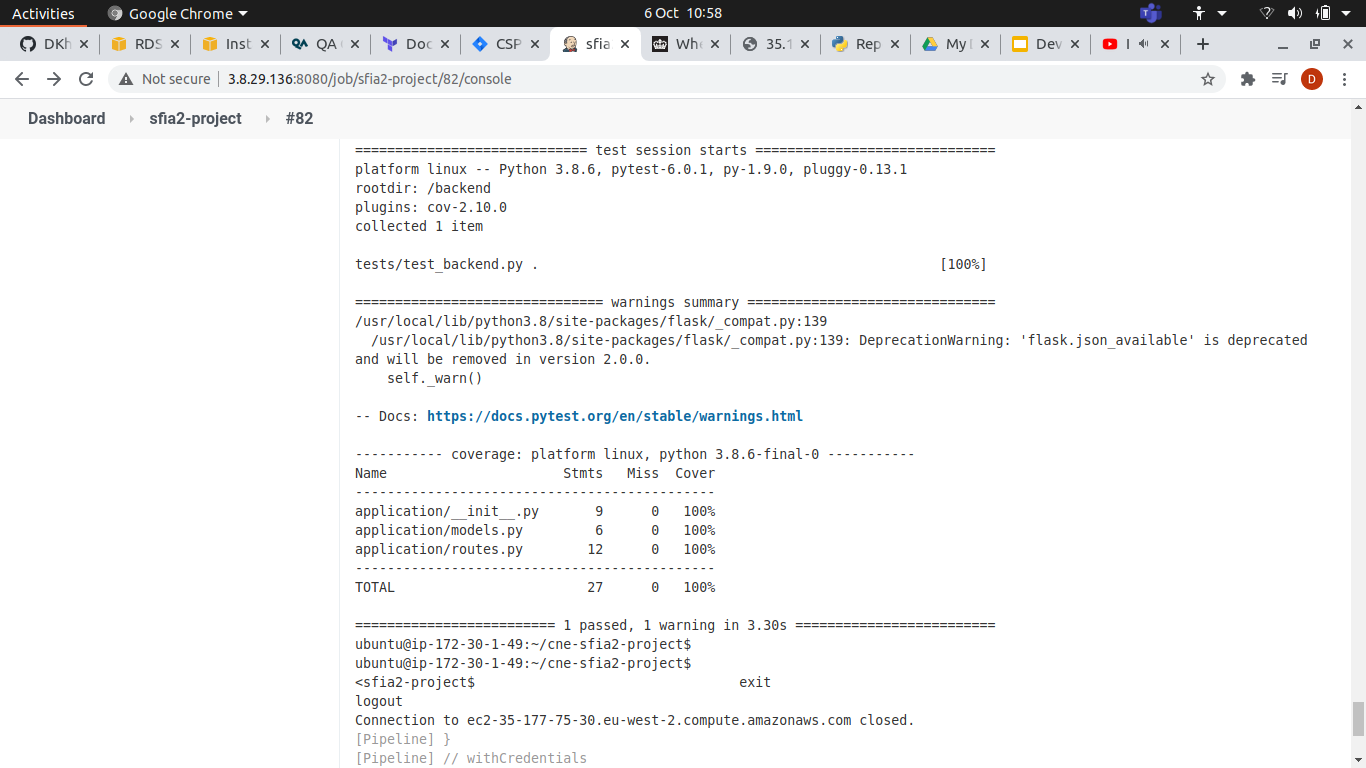 Activities
Google Chrome
6 Oct 10:58
DKh
RDS
Inst
QA
Doc
CSP
sfia
Whe
35.1
Rep
My D
Dev
Not secure
3.8.29.136:8080/job/sfia2-project/82/console
D
Dashboard
sfia2-project
#82
============================= test session starts ==============================
platform linux -- Python 3.8.6, pytest-6.0.1, py-1.9.0, pluggy-0.13.1
rootdir: /backend
plugins: cov-2.10.0
collected 1 item
tests/test_backend.py . [100%]
=============================== warnings summary ===============================
/usr/local/lib/python3.8/site-packages/flask/_compat.py:139
/usr/local/lib/python3.8/site-packages/flask/_compat.py:139: DeprecationWarning: 'flask.json_available' is deprecated
and will be removed in version 2.0.0.
self._warn()
-- Docs: https://docs.pytest.org/en/stable/warnings.html
----------- coverage: platform linux, python 3.8.6-final-0 -----------
Name Stmts Miss Cover
---------------------------------------------
application/__init__.py 9 0 100%
application/models.py 6 0 100%
application/routes.py 12 0 100%
---------------------------------------------
TOTAL 27 0 100%
========================= 1 passed, 1 warning in 3.30s =========================
ubuntu@ip-172-30-1-49:~/cne-sfia2-project$
ubuntu@ip-172-30-1-49:~/cne-sfia2-project$
<sfia2-project$ exit
logout
Connection to ec2-35-177-75-30.eu-west-2.compute.amazonaws.com closed.
[Pipeline] }
[Pipeline] // withCredentials